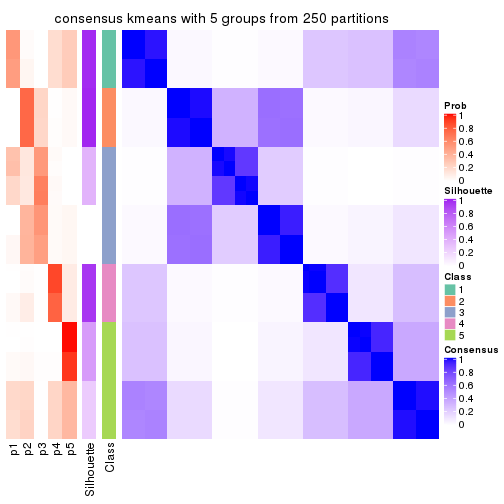 consensus kmeans with 5 groups from 250 partitions
Prob
1
0.8
0.6
0.4
0.2
0
Silhouette
1
0.8
0.6
0.4
0.2
0
Class
1
2
3
4
5
Consensus
1
0.8
0.6
0.4
0.2
0
p1
p2
p3
p4
p5
Silhouette
Class